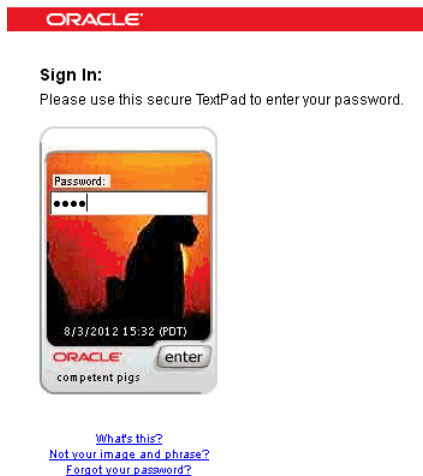 ORACLE
Sign In:
Please use this secure TextPad to enter your password.
Password:
••••
8/3/2012 15:32 (PDT)
ORACLE
enter
competent pigs
What's this?
Not your image and phrase?
Forgot your password?